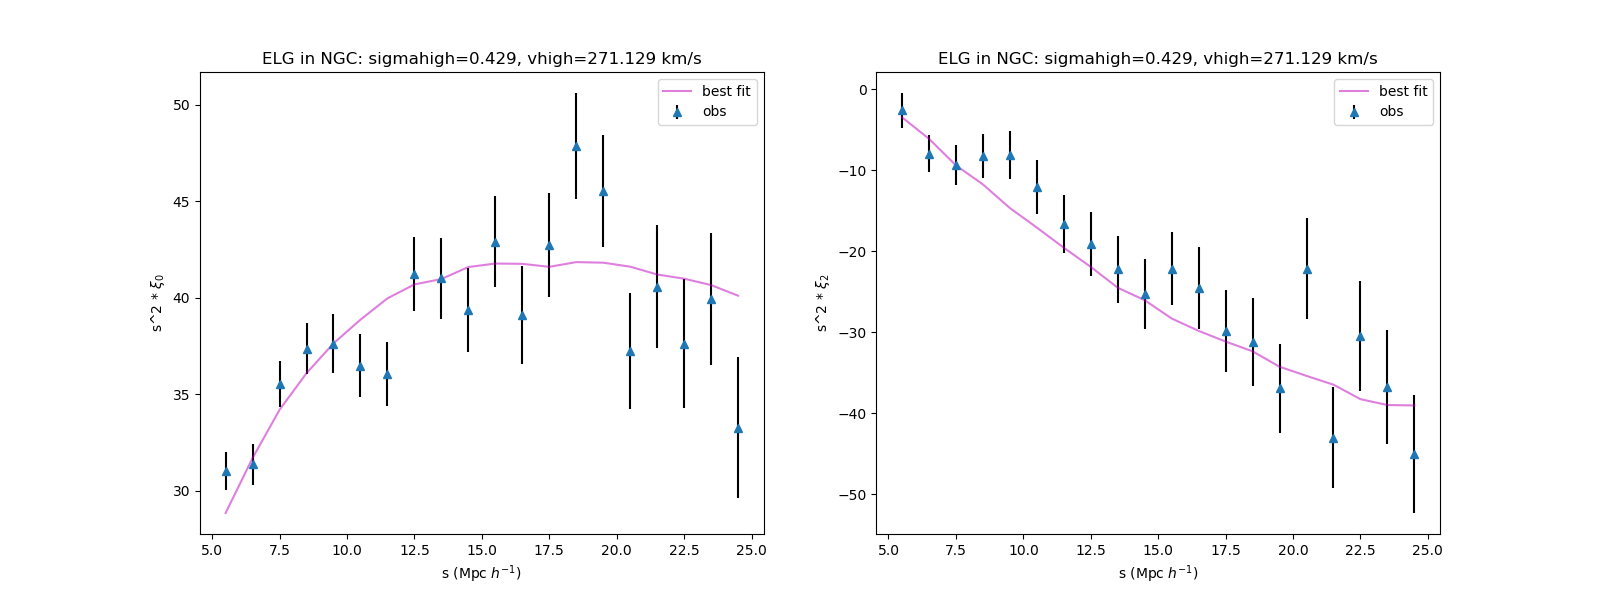 ELG in NGC: sigmahigh=0.429, vhigh=271.129 km/s
best fit
obs
50
45
40
35
30
s^2 * ξ₀
5.0 7.5 10.0 12.5 15.0 17.5 20.0 22.5 25.0
s (Mpc h⁻¹)
ELG in NGC: sigmahigh=0.429, vhigh=271.129 km/s
best fit
obs
0
−10
−20
−30
−40
−50
s^2 * ξ₂
5.0 7.5 10.0 12.5 15.0 17.5 20.0 22.5 25.0
s (Mpc h⁻¹)